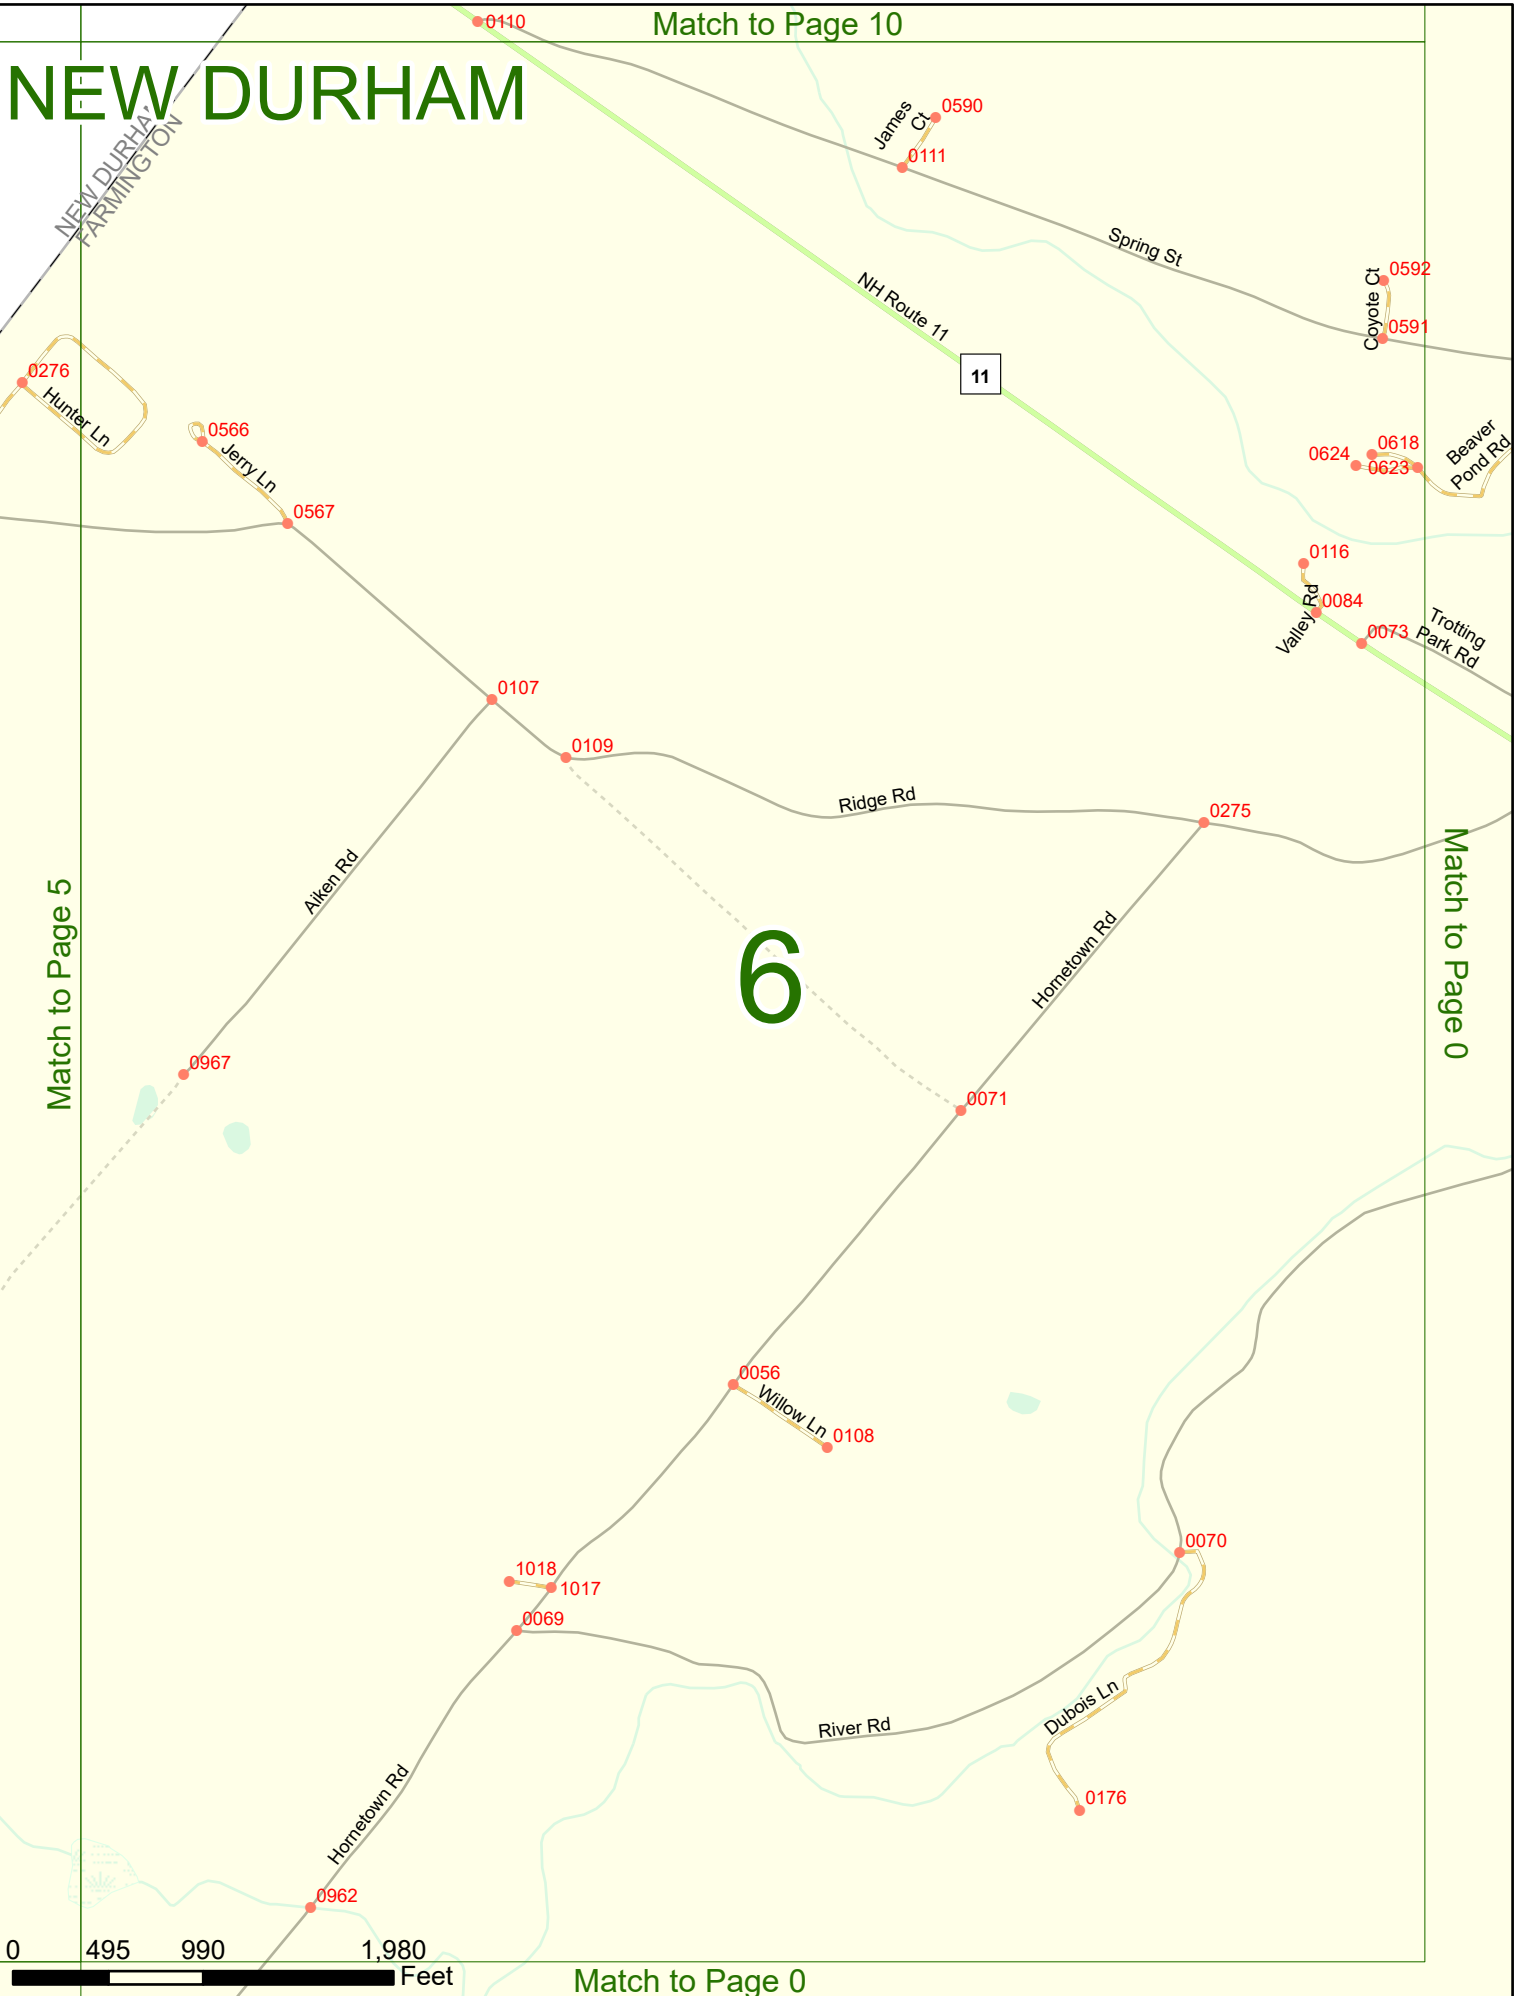 Match to Page 10
0110
NEW DURHAM
0590
James
Ct
0111
NEW DURHA
FARMINGTON
Spring St
0592
Coyote Ct
0591
NH Route 11
11
0276
Hunter Ln
0566
Jerry Ln
0618
0624
0623
Beaver
Pond Rd
0567
0116
0084
Valley Rd
0073
Trotting
Park Rd
0107
0109
Ridge Rd
0275
Aiken Rd
Match to Page 5
Match to Page 0
Hornetown Rd
6
0967
0071
0056
Willow Ln
0108
0070
1018
1017
0069
Dubois Ln
River Rd
0176
Hornetown Rd
0962
0 495 990 1,980
Feet
Match to Page 0